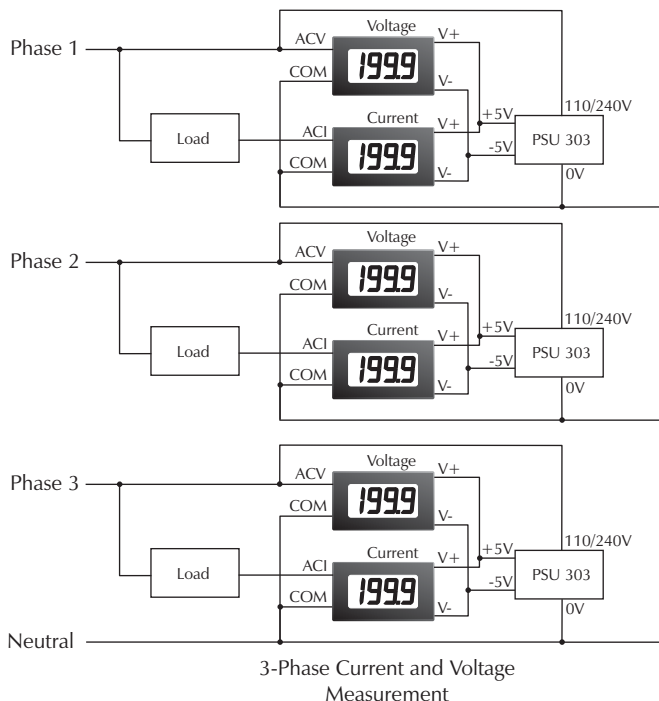 Voltage
Phase 1 ACV V+
199.9
COM V-
110/240V
Current +5V
Load ACI V+ PSU 303
199.9 -5V
COM V- 0V
Voltage
Phase 2 ACV V+
199.9
COM V-
110/240V
Current +5V
Load ACI V+ PSU 303
199.9 -5V
COM V- 0V
Voltage
Phase 3 ACV V+
199.9
COM V-
110/240V
Current +5V
Load ACI V+ PSU 303
199.9 -5V
COM V- 0V
Neutral
3-Phase Current and Voltage
Measurement